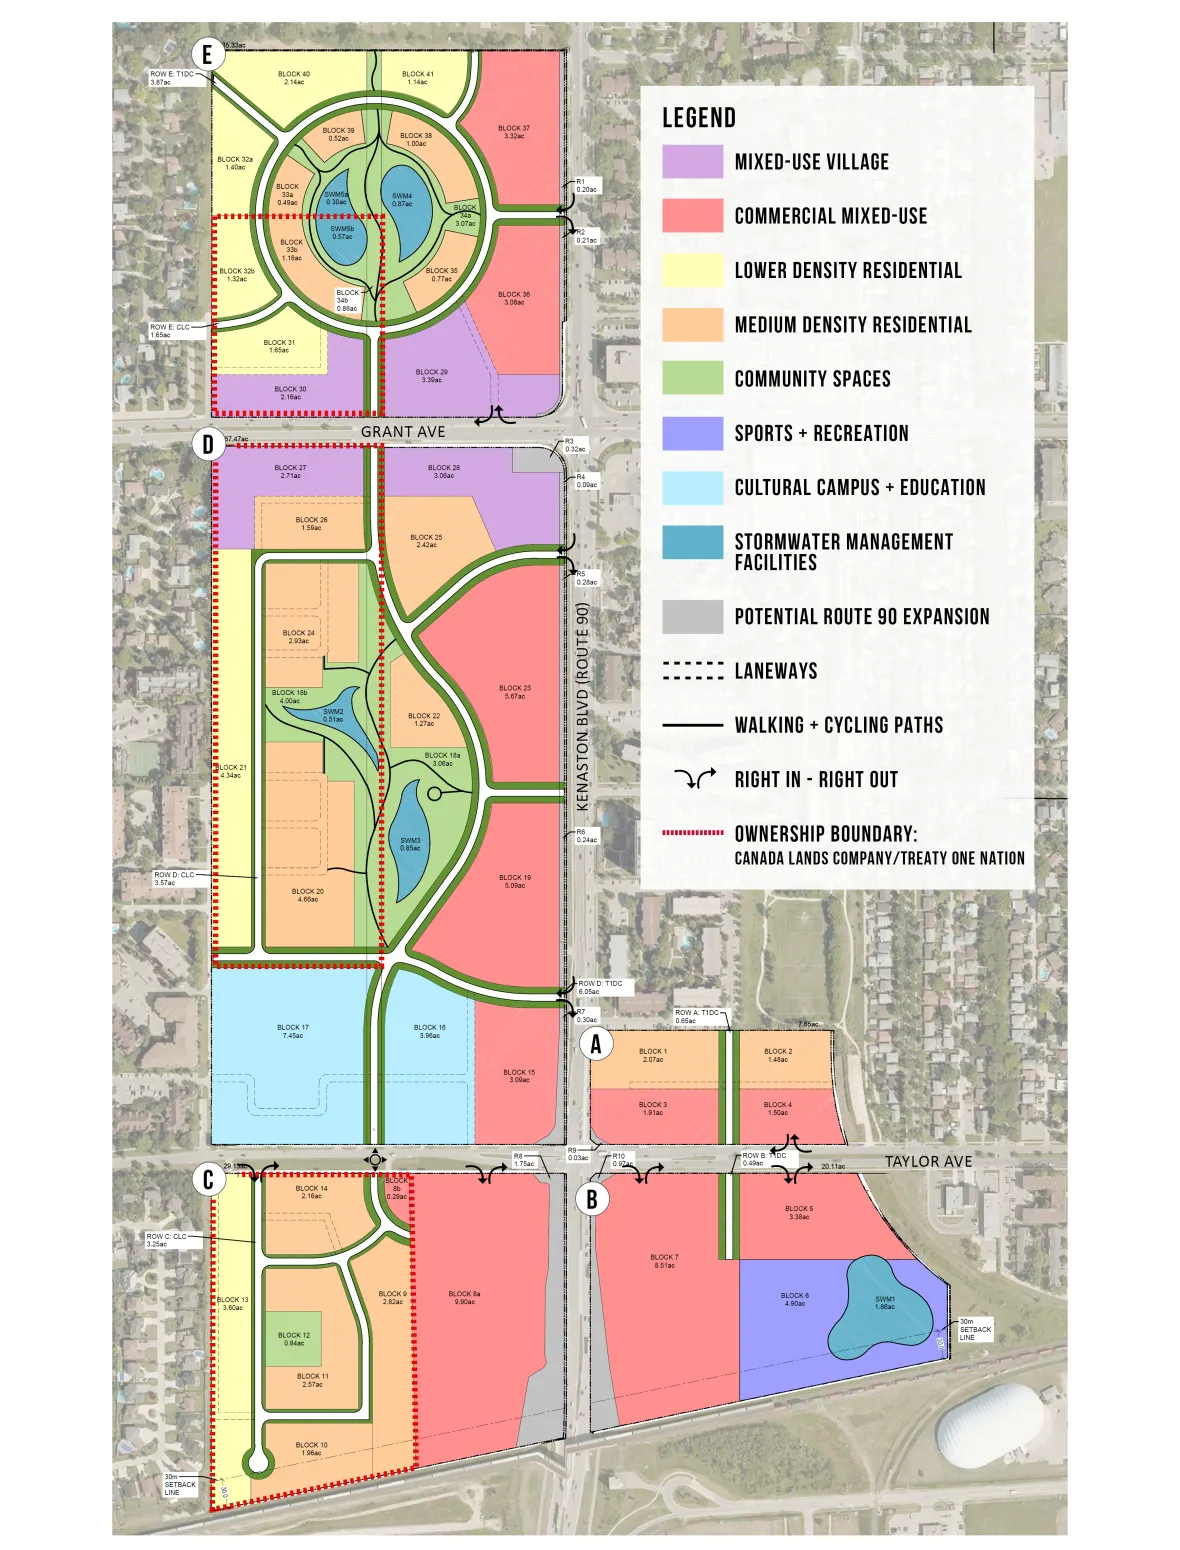 E
ROW E: T1DC
3.87ac
BLOCK 40
2.14ac
BLOCK 41
1.14ac
BLOCK 39
0.52ac
BLOCK 38
1.00ac
BLOCK 37
3.32ac
BLOCK 32a
1.40ac
BLOCK
33a
0.49ac
SWM5a
0.30ac
SWM4
0.87ac
BLOCK
34a
3.07ac
R1
0.20ac
R2
0.21ac
SWM5b
0.57ac
BLOCK
33b
1.18ac
BLOCK 32b
1.32ac
BLOCK
34b
0.88ac
BLOCK 35
0.77ac
BLOCK 36
3.08ac
ROW E: CLC
1.65ac
BLOCK 31
1.65ac
BLOCK 30
2.16ac
BLOCK 29
3.39ac
GRANT AVE
D
BLOCK 27
2.71ac
BLOCK 28
3.06ac
R3
0.32ac
R4
0.09ac
BLOCK 26
1.59ac
BLOCK 25
2.42ac
R5
0.28ac
BLOCK 24
2.93ac
BLOCK 23
5.67ac
BLOCK 18b
4.00ac
SWM2
0.51ac
BLOCK 22
1.27ac
BLOCK 18a
3.06ac
BLOCK 21
4.34ac
SWM3
0.85ac
R6
0.24ac
KENASTON BLVD (ROUTE 90)
ROW D: CLC
3.57ac
BLOCK 20
4.66ac
BLOCK 19
5.09ac
ROW D: T1DC
6.05ac
R7
0.30ac
BLOCK 17
7.45ac
BLOCK 16
3.96ac
BLOCK 15
3.09ac
A
ROW A: T1DC
0.65ac
7.65ac
BLOCK 1
2.07ac
BLOCK 2
1.48ac
BLOCK 3
1.91ac
BLOCK 4
1.50ac
R8
1.75ac
R9
0.03ac
R10
0.97ac
ROW B: T1DC
0.49ac
20.11ac
TAYLOR AVE
C
BLOCK 14
2.16ac
BLOCK
8b
0.29ac
B
BLOCK 5
3.38ac
ROW C: CLC
3.25ac
BLOCK 13
3.60ac
BLOCK 9
2.82ac
BLOCK 8a
9.90ac
BLOCK 7
8.51ac
BLOCK 6
4.90ac
SWM1
1.86ac
30m
SETBACK
LINE
BLOCK 12
0.84ac
BLOCK 11
2.57ac
BLOCK 10
1.96ac
30m
SETBACK
LINE
LEGEND
MIXED-USE VILLAGE
COMMERCIAL MIXED-USE
LOWER DENSITY RESIDENTIAL
MEDIUM DENSITY RESIDENTIAL
COMMUNITY SPACES
SPORTS + RECREATION
CULTURAL CAMPUS + EDUCATION
STORMWATER MANAGEMENT
FACILITIES
POTENTIAL ROUTE 90 EXPANSION
LANEWAYS
WALKING + CYCLING PATHS
RIGHT IN - RIGHT OUT
OWNERSHIP BOUNDARY:
CANADA LANDS COMPANY/TREATY ONE NATION